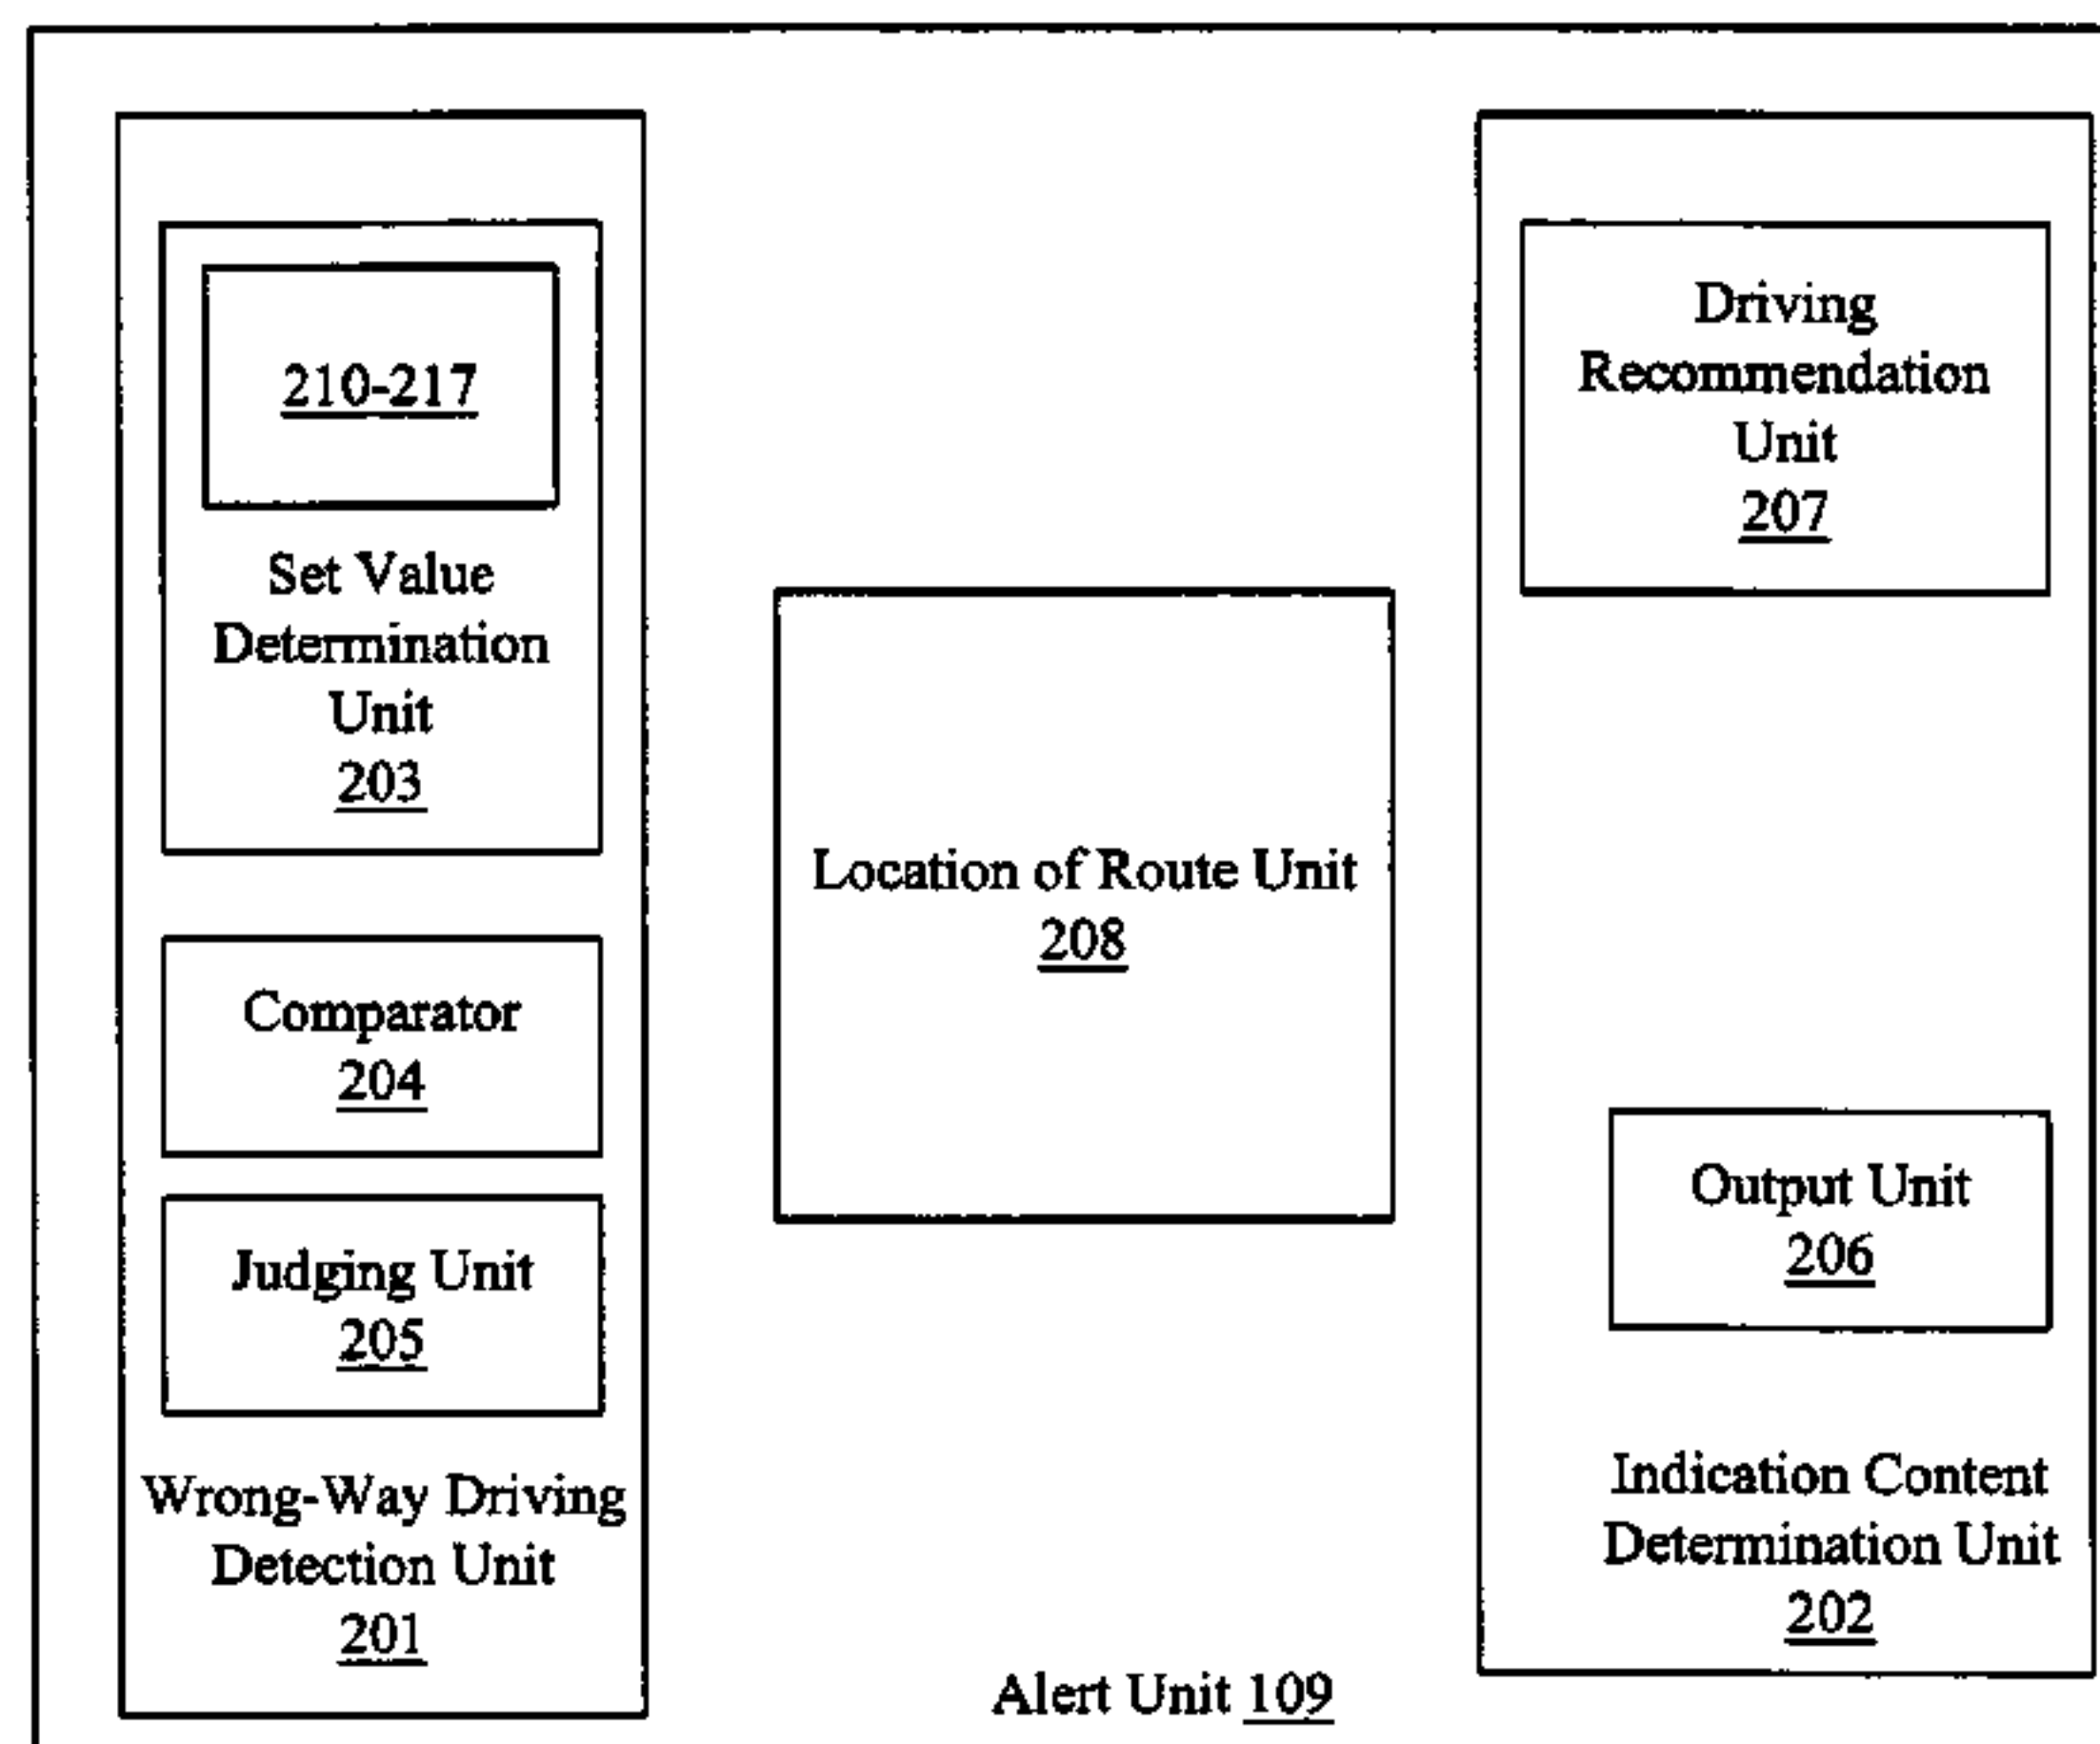 210-217
Set Value
Determination
Unit
203
Comparator
204
Judging Unit
205
Wrong-Way Driving
Detection Unit
201
Location of Route Unit
208
Alert Unit 109
Driving
Recommendation
Unit
207
Output Unit
206
Indication Content
Determination Unit
202